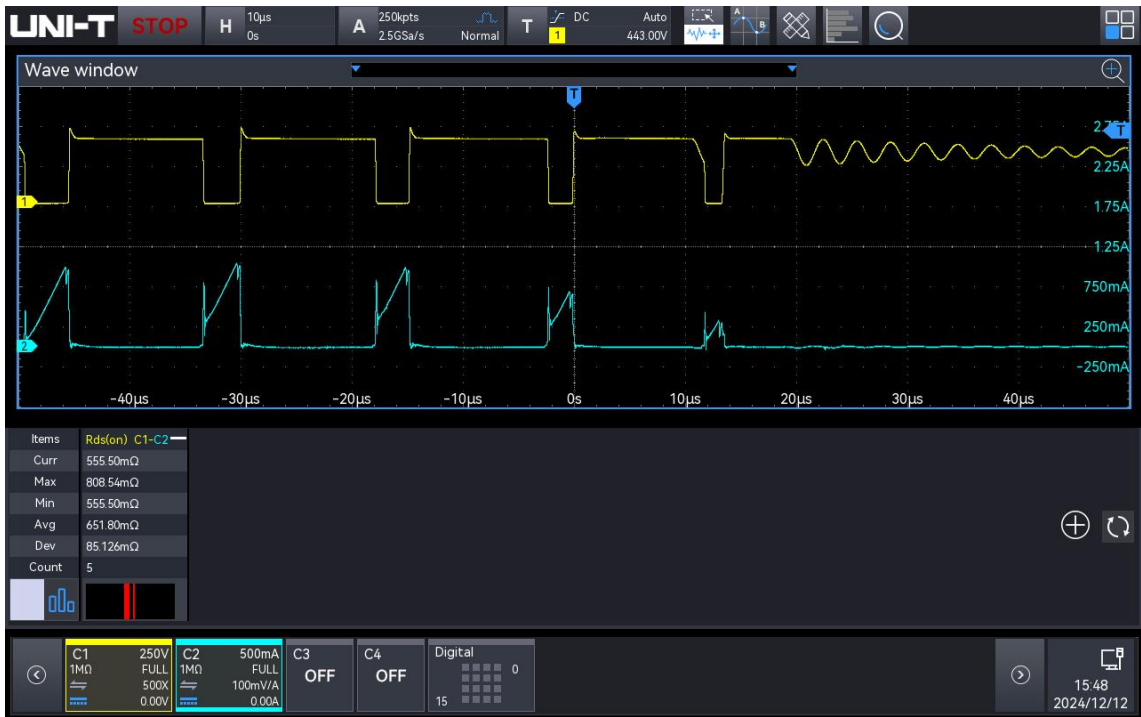 UNI-T STOP H 10µs 0s A 250kpts 2.5GSa/s Normal T DC 1 Auto 443.00V A B
Wave window
T
2.75A T
2.25A
1
1.75A
1.25A
750mA
250mA
2
-250mA
-40µs -30µs -20µs -10µs 0s 10µs 20µs 30µs 40µs
Items Rds(on) C1-C2
Curr 555.50mΩ
Max 808.54mΩ
Min 555.50mΩ
Avg 651.80mΩ
Dev 85.126mΩ
Count 5
C1 250V C2 500mA C3 C4 Digital
1MΩ FULL 1MΩ FULL OFF OFF 0
500X 100mV/A 15:48
0.00V 0.00A 15 2024/12/12